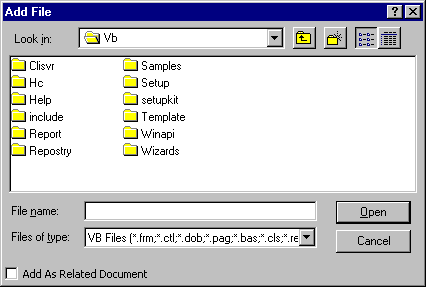 Add File
Look in: Vb
Clisvr Samples
Hc Setup
Help setupkit
include Template
Report Winapi
Repostry Wizards
File name: Open
Files of type: VB Files (*.frm;*.ctl;*.dob;*.pag;*.bas;*.cls;*.re Cancel
Add As Related Document